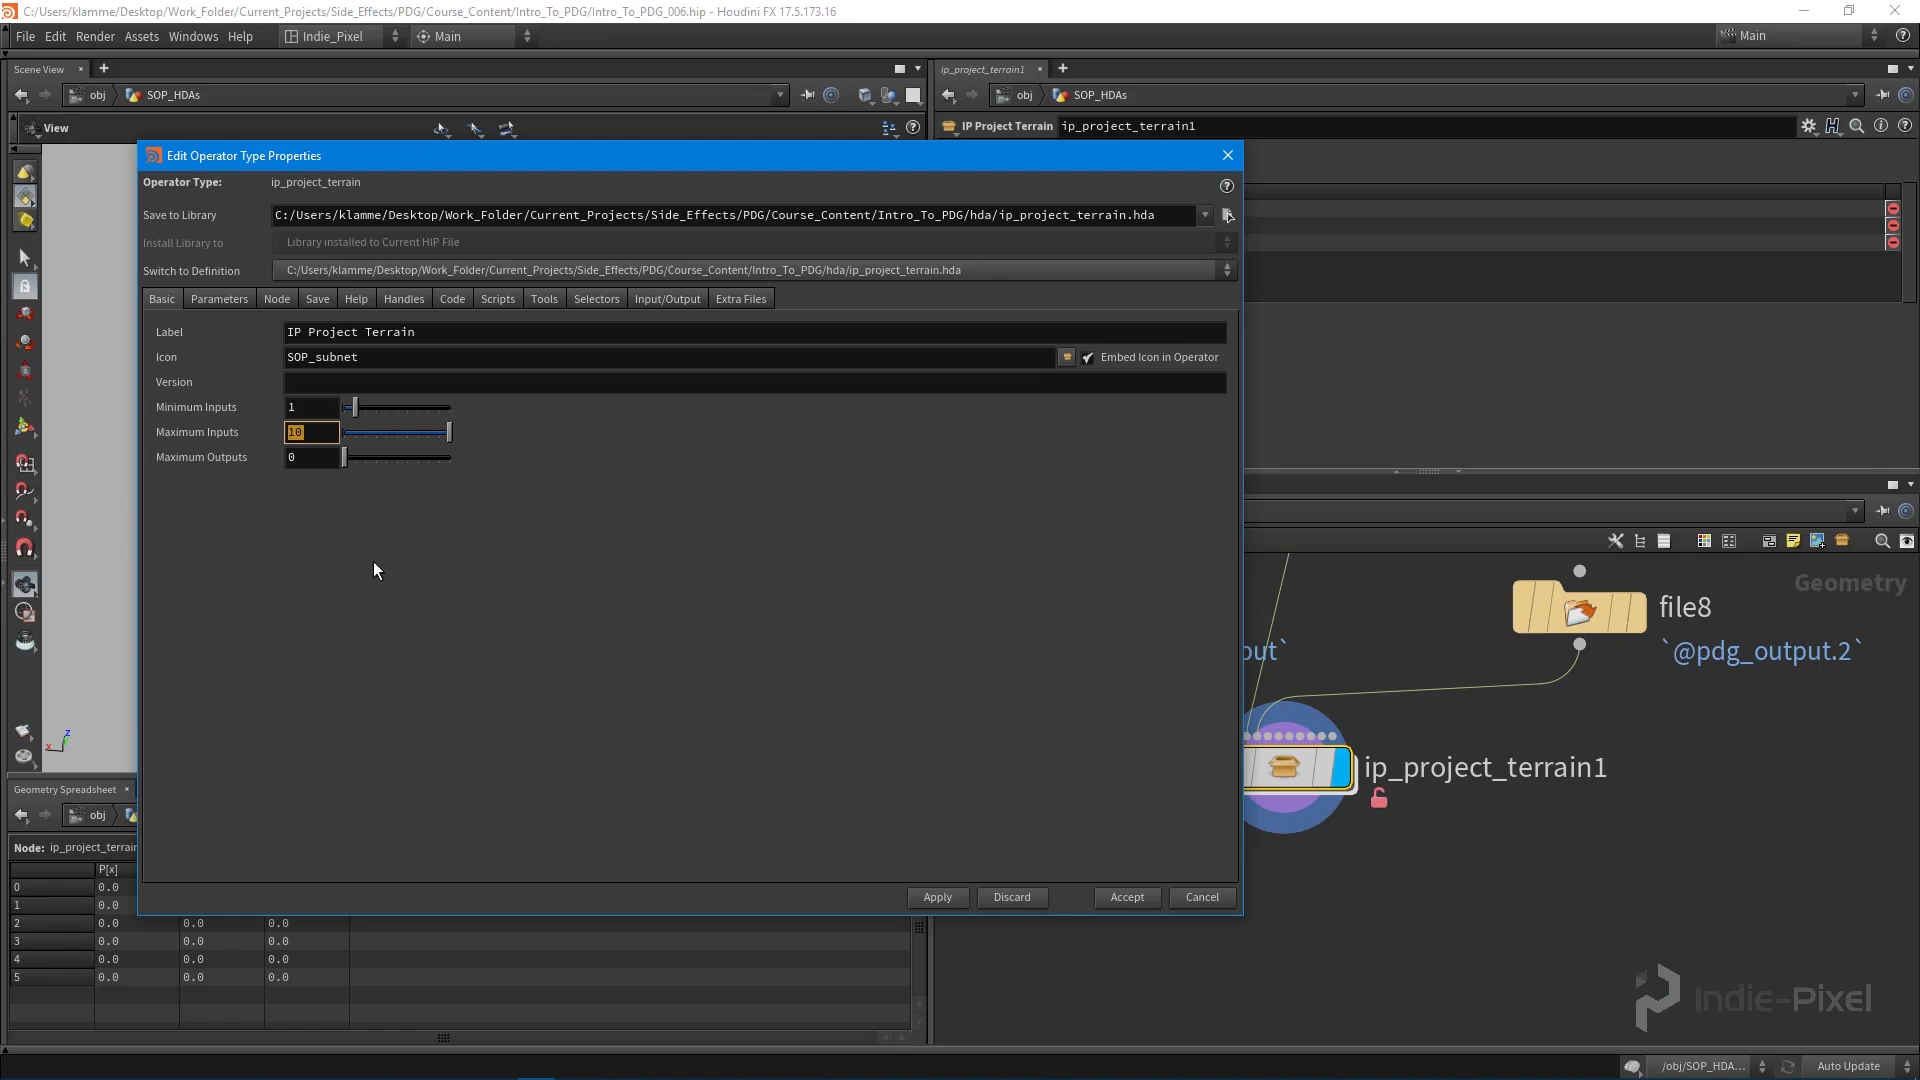 C:/Users/klamme/Desktop/Work_Folder/Current_Projects/Side_Effects/PDG/Course_Content/Intro_To_PDG/Intro_To_PDG_006.hip - Houdini FX 17.5.173.16
File Edit Render Assets Windows Help Indie_Pixel Main Main
Scene View ip_project_terrain1
obj SOP_HDAs obj SOP_HDAs
View IP Project Terrain ip_project_terrain1
Edit Operator Type Properties
Operator Type: ip_project_terrain
Save to Library C:/Users/klamme/Desktop/Work_Folder/Current_Projects/Side_Effects/PDG/Course_Content/Intro_To_PDG/hda/ip_project_terrain.hda
Install Library to Library installed to Current HIP File
Switch to Definition C:/Users/klamme/Desktop/Work_Folder/Current_Projects/Side_Effects/PDG/Course_Content/Intro_To_PDG/hda/ip_project_terrain.hda
Basic Parameters Node Save Help Handles Code Scripts Tools Selectors Input/Output Extra Files
Label IP Project Terrain
Icon SOP_subnet Embed Icon in Operator
Version
Minimum Inputs 1
Maximum Inputs 10
Maximum Outputs 0
Apply Discard Accept Cancel
Geometry
file8
put`
`@pdg_output.2`
ip_project_terrain1
z
x
Geometry Spreadsheet
obj
Node: ip_project_terrain
P[x]
0 0.0
1 0.0
2 0.0 0.0 0.0
3 0.0 0.0 0.0
4 0.0 0.0 0.0
5 0.0 0.0 0.0
Indie-Pixel
/obj/SOP_HDA... Auto Update